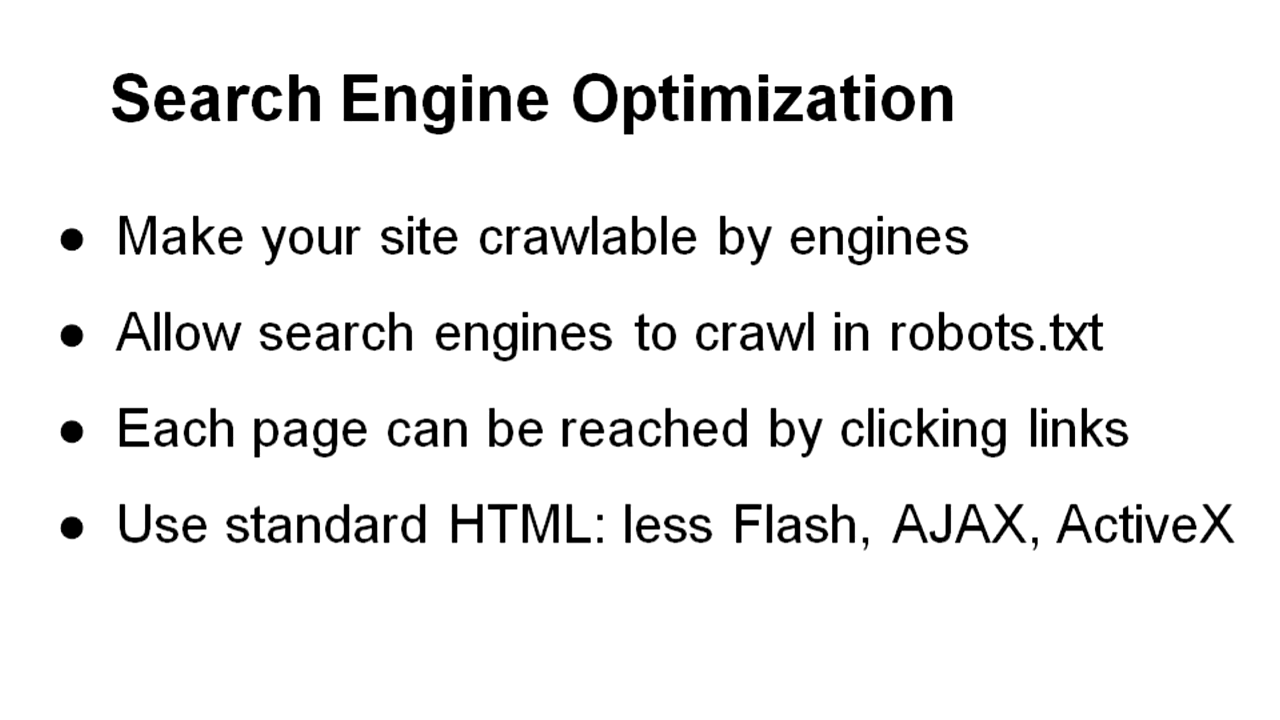 Search Engine Optimization
● Make your site crawlable by engines
● Allow search engines to crawl in robots.txt
● Each page can be reached by clicking links
● Use standard HTML: less Flash, AJAX, ActiveX